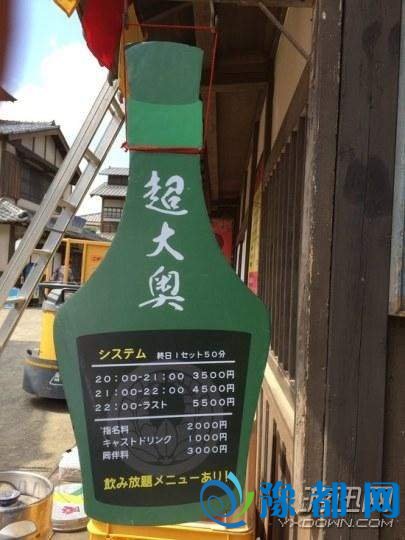 超大奥
システム 終日1セット50分
20:00-21:00 3500円
21:00-22:00 4500円
22:00-ラスト 5500円
指名料 2000円
キャストドリンク 1000円
同伴料 3000円
飲み放題メニューあり!!
豫都网
YXDOWN.COM